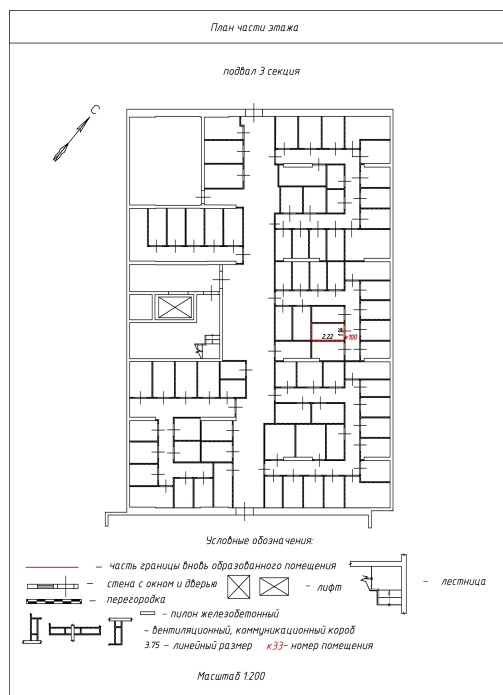 План части этажа
подвал 3 секция
С
2.22
к100
Условные обозначения:
— часть границы вновь образованного помещения
— стена с окном и дверью
— лифт
— лестница
— перегородка
— пилон железобетонный
— вентиляционный, коммуникационный короб
3.75 — линейный размер к33— номер помещения
Масштаб 1:200